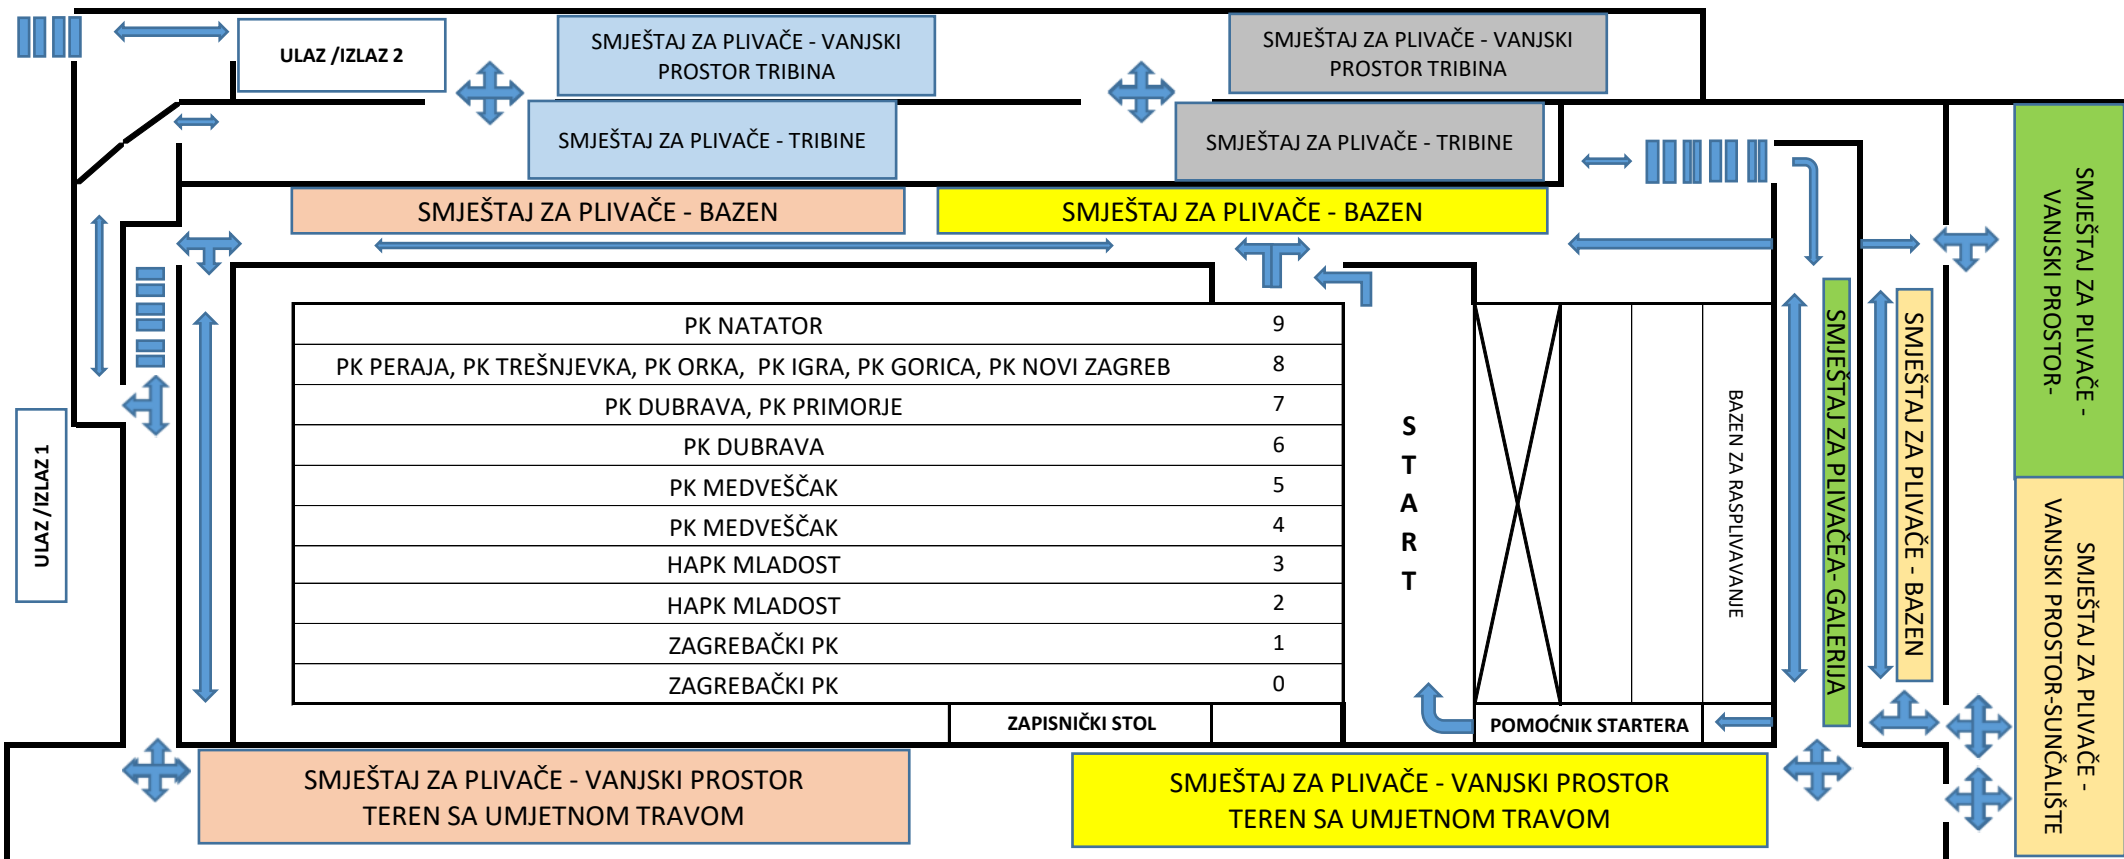 ULAZ /IZLAZ 2
SMJEŠTAJ ZA PLIVAČE - VANJSKI
PROSTOR TRIBINA
SMJEŠTAJ ZA PLIVAČE - VANJSKI
PROSTOR TRIBINA
SMJEŠTAJ ZA PLIVAČE - TRIBINE
SMJEŠTAJ ZA PLIVAČE - TRIBINE
SMJEŠTAJ ZA PLIVAČE - BAZEN
SMJEŠTAJ ZA PLIVAČE - BAZEN
ULAZ /IZLAZ 1
PK NATATOR 9
PK PERAJA, PK TREŠNJEVKA, PK ORKA, PK IGRA, PK GORICA, PK NOVI ZAGREB 8
PK DUBRAVA, PK PRIMORJE 7
PK DUBRAVA 6
PK MEDVEŠČAK 5
PK MEDVEŠČAK 4
HAPK MLADOST 3
HAPK MLADOST 2
ZAGREBAČKI PK 1
ZAGREBAČKI PK 0
S
T
A
R
T
BAZEN ZA RASPLIVAVANJE
SMJEŠTAJ ZA PLIVAČEA- GALERIJA
SMJEŠTAJ ZA PLIVAČE - BAZEN
SMJEŠTAJ ZA PLIVAČE -
VANJSKI PROSTOR-
SMJEŠTAJ ZA PLIVAČE -
VANJSKI PROSTOR-SUNČALIŠTE
ZAPISNIČKI STOL
POMOĆNIK STARTERA
SMJEŠTAJ ZA PLIVAČE - VANJSKI PROSTOR
TEREN SA UMJETNOM TRAVOM
SMJEŠTAJ ZA PLIVAČE - VANJSKI PROSTOR
TEREN SA UMJETNOM TRAVOM